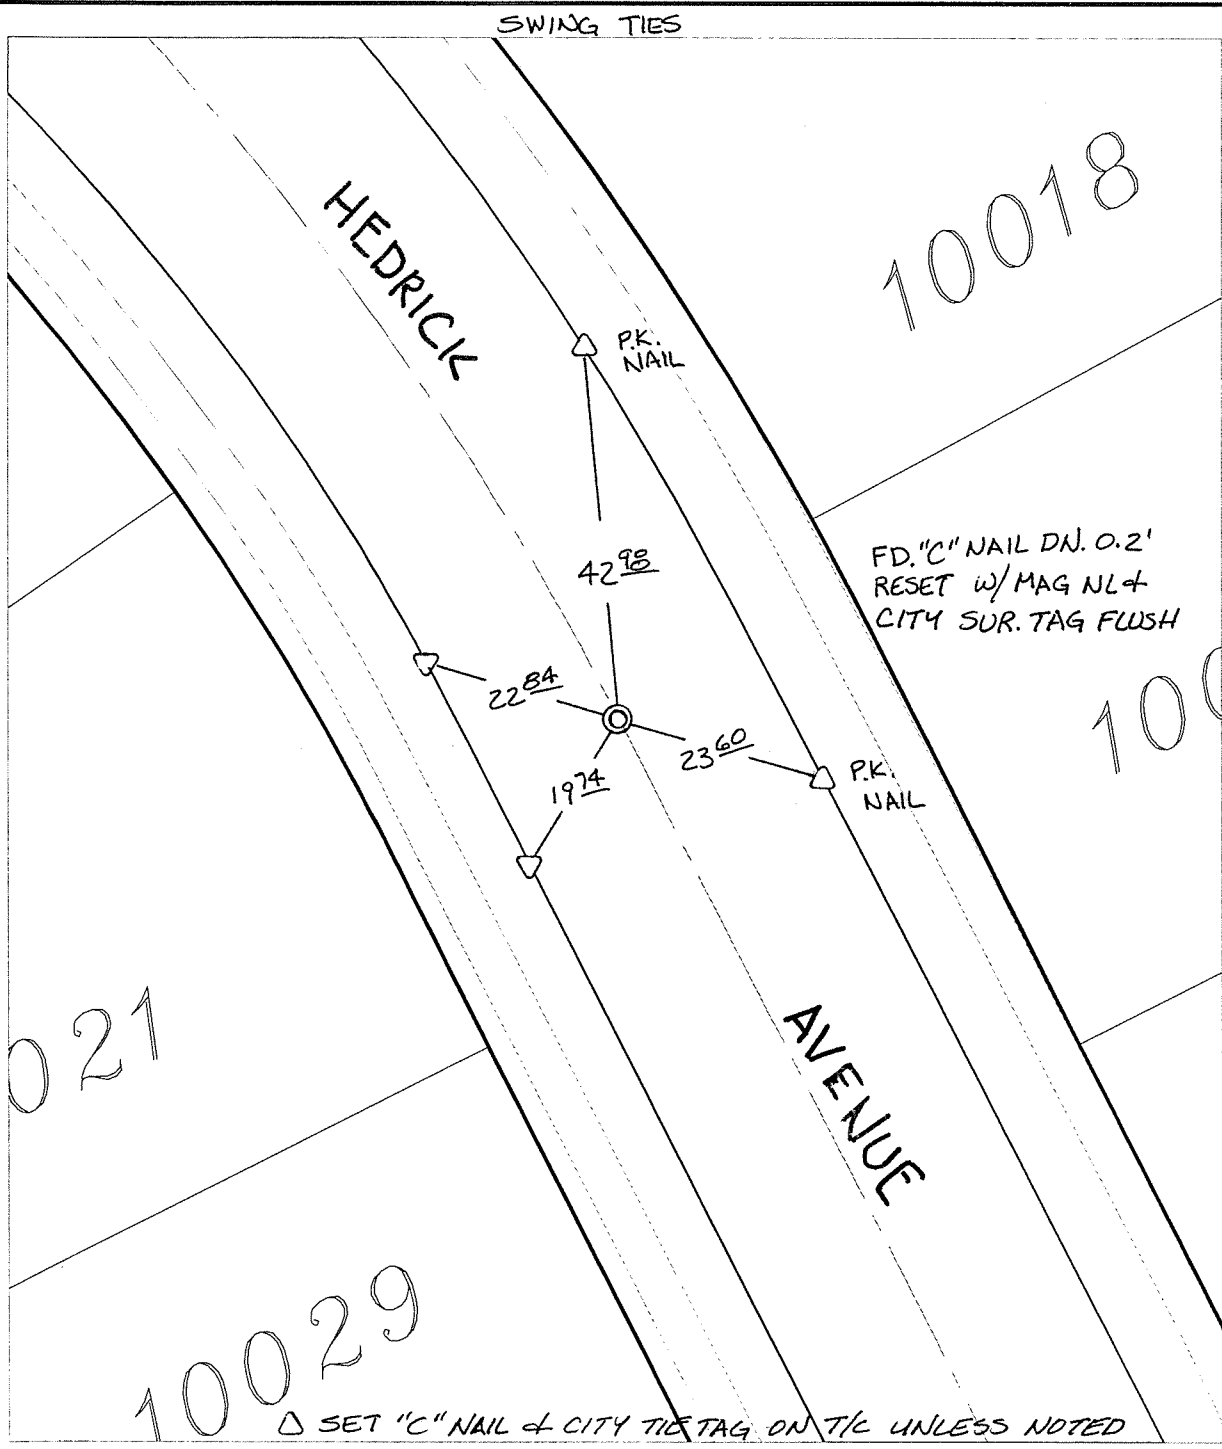 SWING TIES
HEDRICK
10018
P.K.
NAIL
FD. "C" NAIL DN. 0.2'
RESET W/ MAG NL &
CITY SUR. TAG FLUSH
42 98
22 84
23 60
19 74
P.K.
NAIL
100
AVENUE
021
10029
△ SET "C" NAIL & CITY TIE TAG ON T/C UNLESS NOTED